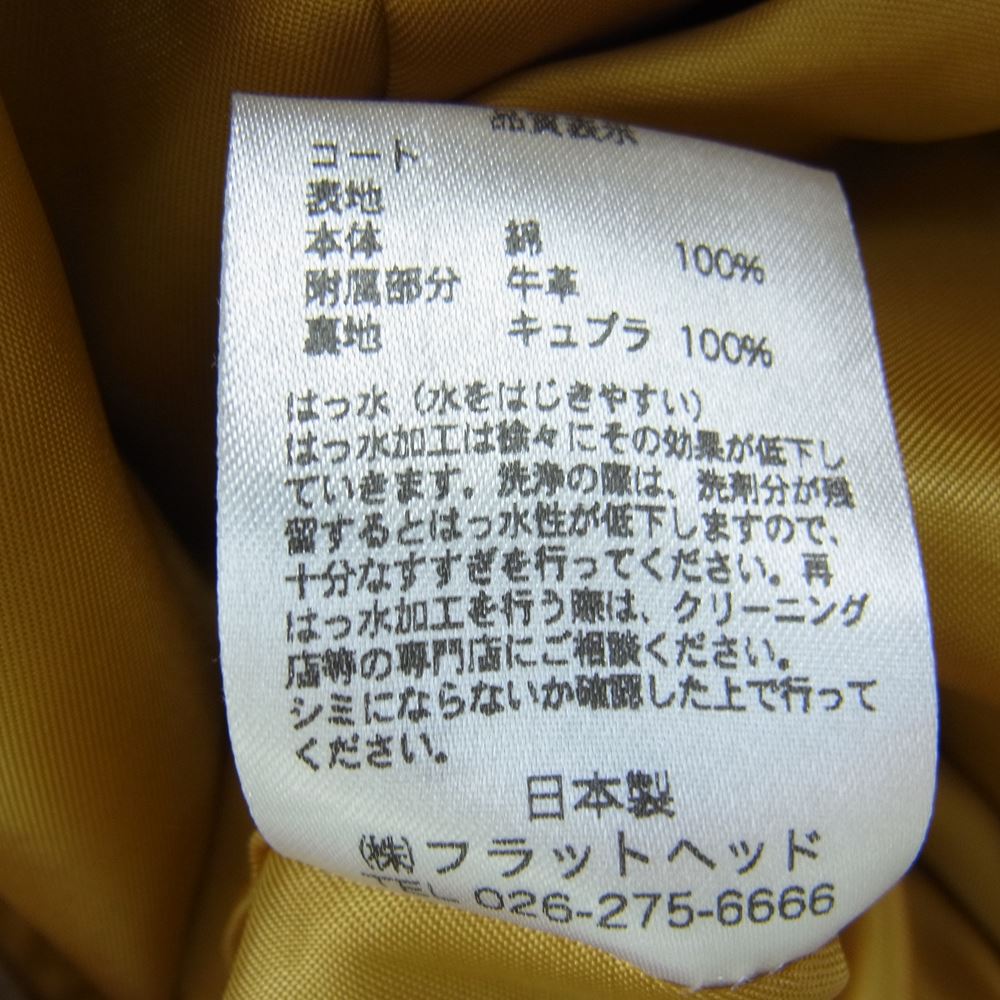 品質表示
コート
表地
本体 綿 100%
附属部分 牛革
裏地 キュプラ 100%
はっ水（水をはじきやすい）
はっ水加工は徐々にその効果が低下し
ていきます。洗浄の際は、洗剤分が残
留するとはっ水性が低下しますので、
十分なすすぎを行ってください。再
はっ水加工を行う際は、クリーニング
店等の専門店にご相談ください。
シミにならないか確認した上で行って
ください。
日本製
(株)フラットヘッド
TEL 026-275-6666